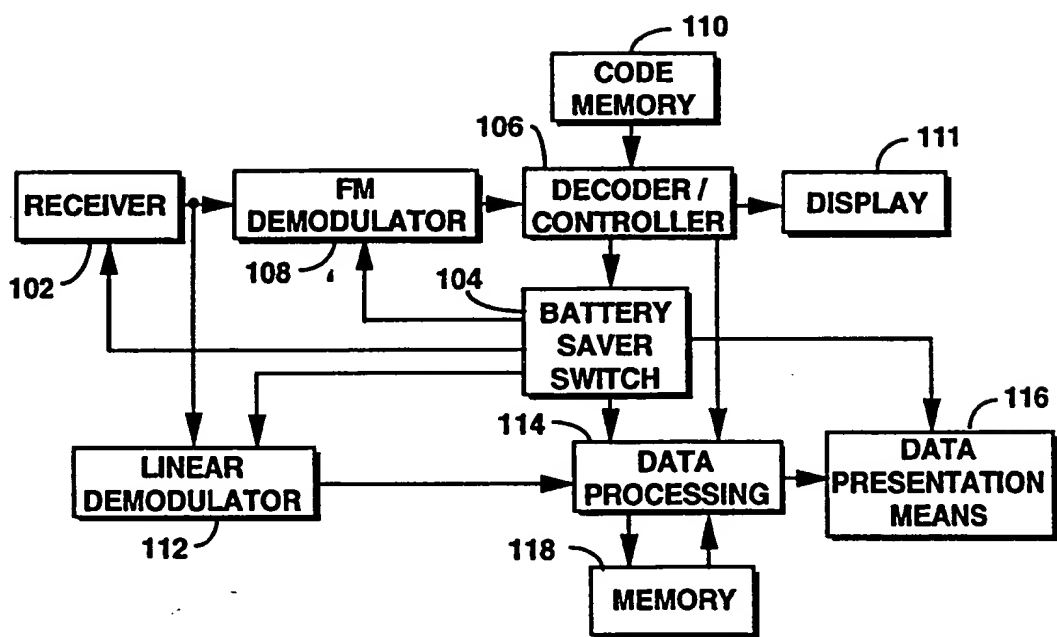 110
CODE
MEMORY
106
111
RECEIVER
FM
DEMODULATOR
DECODER /
CONTROLLER
DISPLAY
102
108
104
BATTERY
SAVER
SWITCH
114
116
LINEAR
DEMODULATOR
DATA
PROCESSING
DATA
PRESENTATION
MEANS
112
118
MEMORY